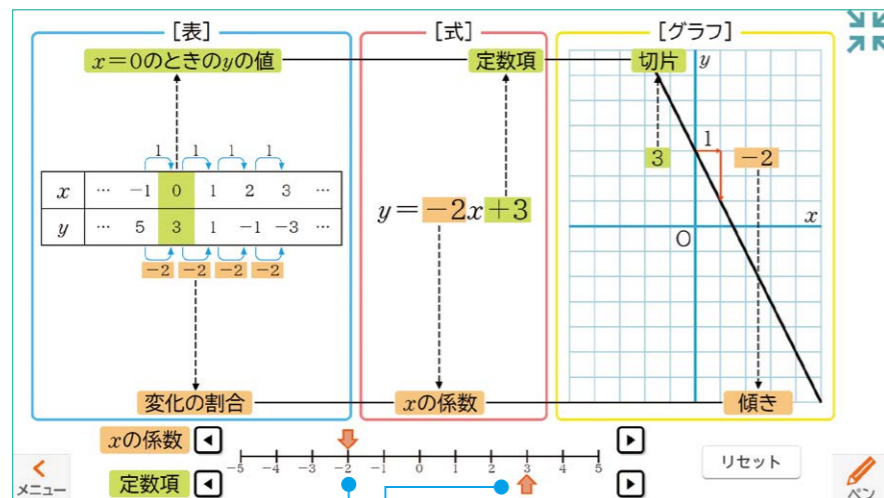 [表]
[式]
[グラフ]
x=0のときのyの値
定数項
切片
y
1 1 1 1
1
3
−2
x … −1 0 1 2 3 …
y … 5 3 1 −1 −3 …
y=−2x+3
x
O
−2 −2 −2 −2
変化の割合
xの係数
傾き
xの係数
−5 −4 −3 −2 −1 0 1 2 3 4 5
リセット
定数項
メニュー
ペン